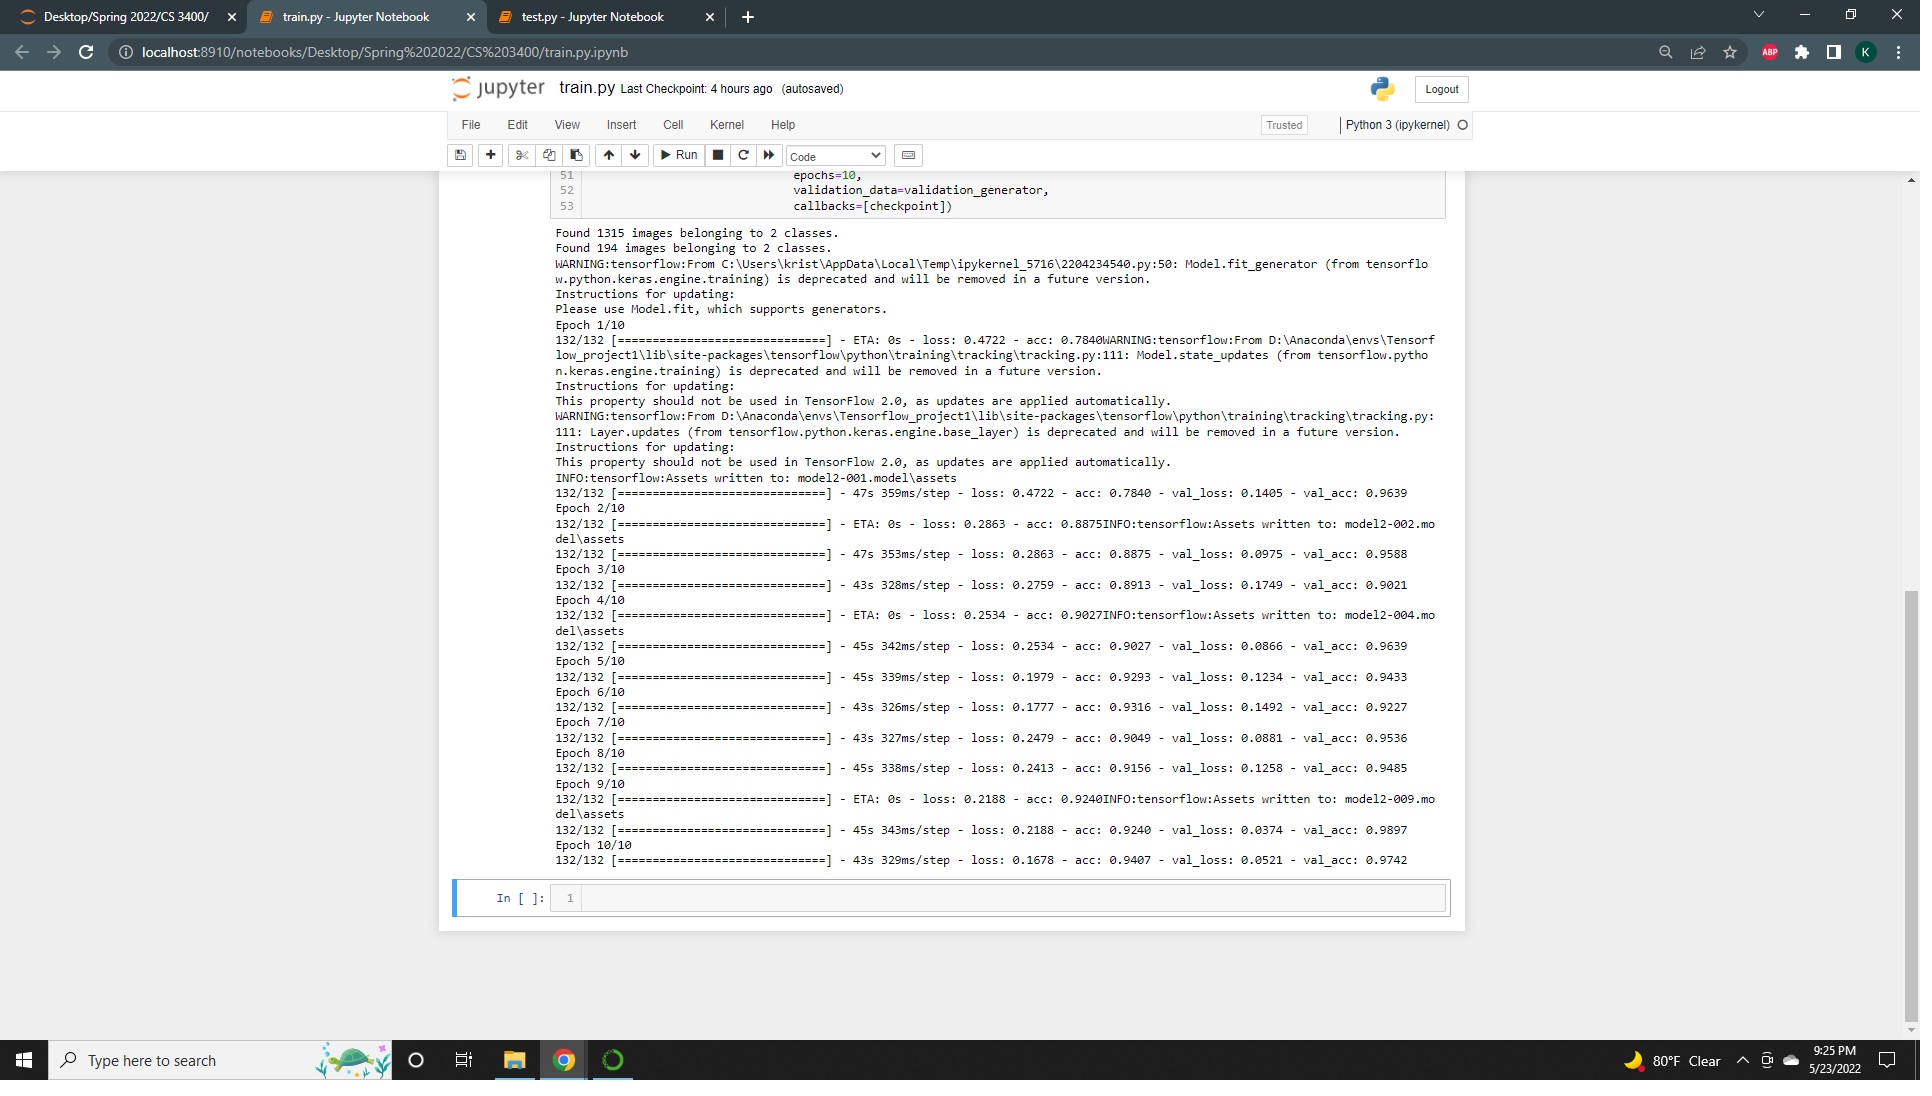 Desktop/Spring 2022/CS 3400/
train.py - Jupyter Notebook
test.py - Jupyter Notebook
localhost:8910/notebooks/Desktop/Spring%202022/CS%203400/train.py.ipynb
ABP
K
jupyter train.py Last Checkpoint: 4 hours ago (autosaved)
Logout
File Edit View Insert Cell Kernel Help
Trusted
Python 3 (ipykernel)
Run
Code
51 epochs=10,
52 validation_data=validation_generator,
53 callbacks=[checkpoint])
Found 1315 images belonging to 2 classes.
Found 194 images belonging to 2 classes.
WARNING:tensorflow:From C:\Users\krist\AppData\Local\Temp\ipykernel_5716\2204234540.py:50: Model.fit_generator (from tensorflo
w.python.keras.engine.training) is deprecated and will be removed in a future version.
Instructions for updating:
Please use Model.fit, which supports generators.
Epoch 1/10
132/132 [==============================] - ETA: 0s - loss: 0.4722 - acc: 0.7840WARNING:tensorflow:From D:\Anaconda\envs\Tensorf
low_project1\lib\site-packages\tensorflow\python\training\tracking\tracking.py:111: Model.state_updates (from tensorflow.pytho
n.keras.engine.training) is deprecated and will be removed in a future version.
Instructions for updating:
This property should not be used in TensorFlow 2.0, as updates are applied automatically.
WARNING:tensorflow:From D:\Anaconda\envs\Tensorflow_project1\lib\site-packages\tensorflow\python\training\tracking\tracking.py:
111: Layer.updates (from tensorflow.python.keras.engine.base_layer) is deprecated and will be removed in a future version.
Instructions for updating:
This property should not be used in TensorFlow 2.0, as updates are applied automatically.
INFO:tensorflow:Assets written to: model2-001.model\assets
132/132 [==============================] - 47s 359ms/step - loss: 0.4722 - acc: 0.7840 - val_loss: 0.1405 - val_acc: 0.9639
Epoch 2/10
132/132 [==============================] - ETA: 0s - loss: 0.2863 - acc: 0.8875INFO:tensorflow:Assets written to: model2-002.mo
del\assets
132/132 [==============================] - 47s 353ms/step - loss: 0.2863 - acc: 0.8875 - val_loss: 0.0975 - val_acc: 0.9588
Epoch 3/10
132/132 [==============================] - 43s 328ms/step - loss: 0.2759 - acc: 0.8913 - val_loss: 0.1749 - val_acc: 0.9021
Epoch 4/10
132/132 [==============================] - ETA: 0s - loss: 0.2534 - acc: 0.9027INFO:tensorflow:Assets written to: model2-004.mo
del\assets
132/132 [==============================] - 45s 342ms/step - loss: 0.2534 - acc: 0.9027 - val_loss: 0.0866 - val_acc: 0.9639
Epoch 5/10
132/132 [==============================] - 45s 339ms/step - loss: 0.1979 - acc: 0.9293 - val_loss: 0.1234 - val_acc: 0.9433
Epoch 6/10
132/132 [==============================] - 43s 326ms/step - loss: 0.1777 - acc: 0.9316 - val_loss: 0.1492 - val_acc: 0.9227
Epoch 7/10
132/132 [==============================] - 43s 327ms/step - loss: 0.2479 - acc: 0.9049 - val_loss: 0.0881 - val_acc: 0.9536
Epoch 8/10
132/132 [==============================] - 45s 338ms/step - loss: 0.2413 - acc: 0.9156 - val_loss: 0.1258 - val_acc: 0.9485
Epoch 9/10
132/132 [==============================] - ETA: 0s - loss: 0.2188 - acc: 0.9240INFO:tensorflow:Assets written to: model2-009.mo
del\assets
132/132 [==============================] - 45s 343ms/step - loss: 0.2188 - acc: 0.9240 - val_loss: 0.0374 - val_acc: 0.9897
Epoch 10/10
132/132 [==============================] - 43s 329ms/step - loss: 0.1678 - acc: 0.9407 - val_loss: 0.0521 - val_acc: 0.9742
In [ ]: 1
Type here to search
80°F Clear
9:25 PM
5/23/2022